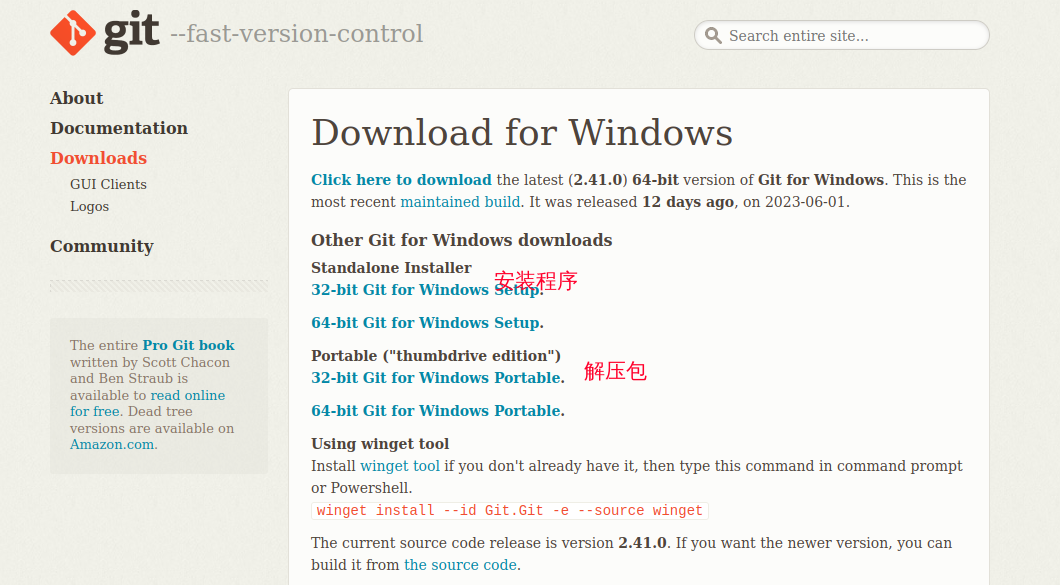 git --fast-version-control
Search entire site...
About
Documentation
Downloads
GUI Clients
Logos
Community
The entire Pro Git book
written by Scott Chacon
and Ben Straub is
available to read online
for free. Dead tree
versions are available on
Amazon.com.
Download for Windows
Click here to download the latest (2.41.0) 64-bit version of Git for Windows. This is the
most recent maintained build. It was released 12 days ago, on 2023-06-01.
Other Git for Windows downloads
Standalone Installer
安装程序
32-bit Git for Windows Setup.
64-bit Git for Windows Setup.
Portable ("thumbdrive edition")
解压包
32-bit Git for Windows Portable.
64-bit Git for Windows Portable.
Using winget tool
Install winget tool if you don't already have it, then type this command in command prompt
or Powershell.
winget install --id Git.Git -e --source winget
The current source code release is version 2.41.0. If you want the newer version, you can
build it from the source code.